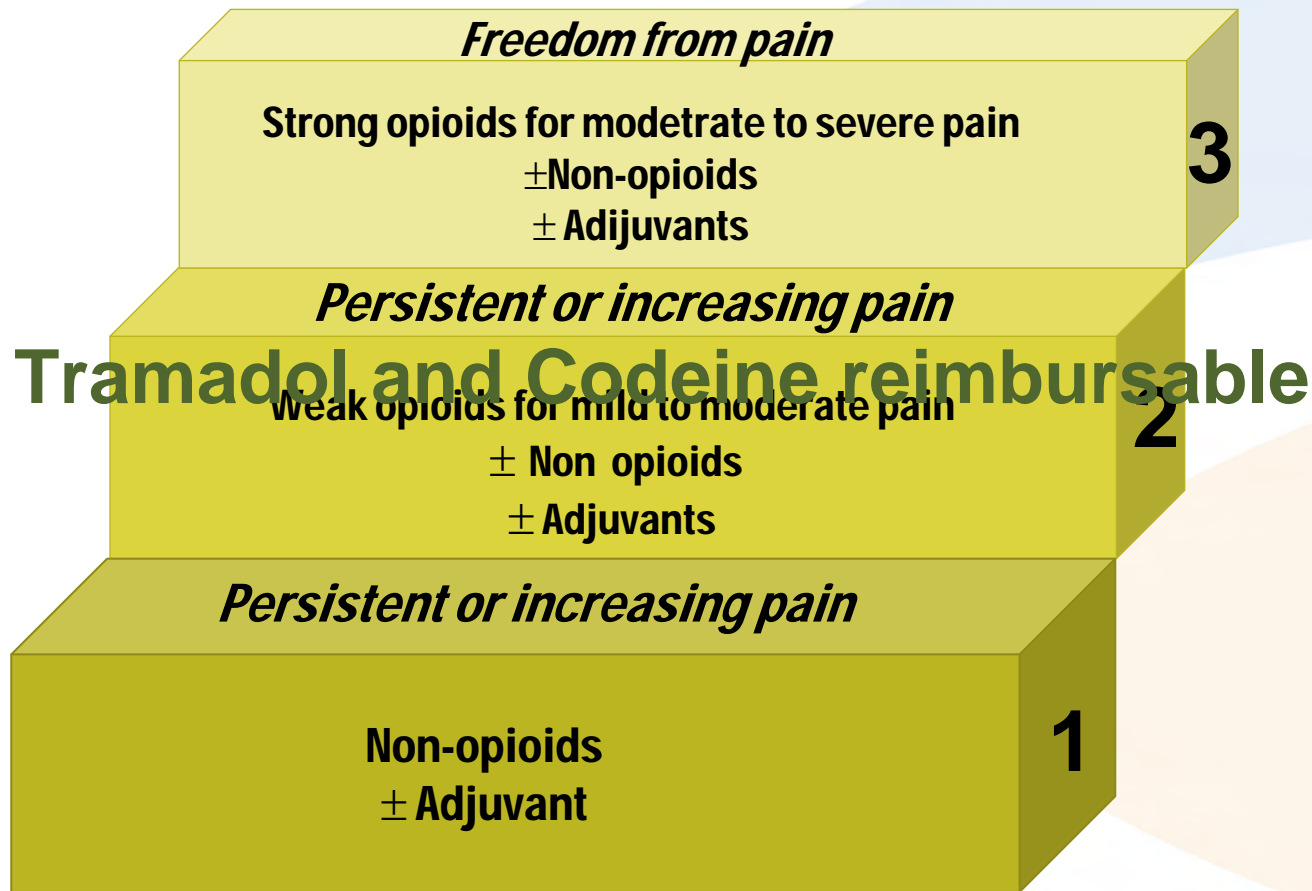 Freedom from pain
Strong opioids for modetrate to severe pain
±Non-opioids
± Adijuvants
3
Persistent or increasing pain
Tramadol and Codeine reimbursable
Weak opioids for mild to moderate pain
2
± Non opioids
± Adjuvants
Persistent or increasing pain
Non-opioids
± Adjuvant
1